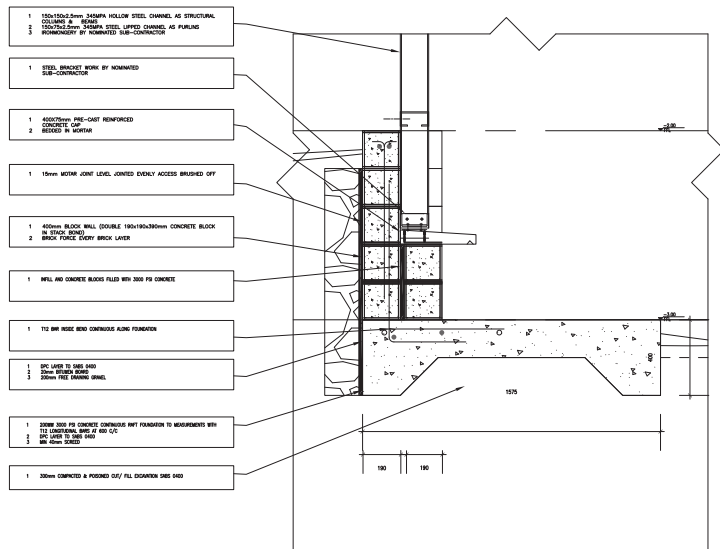 1 150x150x2.5mm 345MPA HOLLOW STEEL CHANNEL AS STRUCTURAL
COLUMNS & BEAMS
2 150x75x2.5mm 345MPA STEEL LIPPED CHANNEL AS PURLINS
3 IRONMONGERY BY NOMINATED SUB-CONTRACTOR
1 STEEL BRACKET WORK BY NOMINATED
SUB-CONTRACTOR
1 400X75mm PRE-CAST REINFORCED
CONCRETE CAP
2 BEDDED IN MORTAR
1 15mm MOTAR JOINT LEVEL JOINTED EVENLY ACCESS BRUSHED OFF
1 400mm BLOCK WALL (DOUBLE 190x190x390mm CONCRETE BLOCK
IN STACK BOND)
2 BRICK FORCE EVERY BRICK LAYER
1 INFILL AND CONCRETE BLOCKS FILLED WITH 3000 PSI CONCRETE
1 T12 BAR INSIDE BEND CONTINUOUS ALONG FOUNDATION
1 DPC LAYER TO SABS 0400
2 20mm BITUMEN BOARD
3 200mm FREE DRAINING GRAVEL
1 200MM 3000 PSI CONCRETE CONTINUOUS RAFT FOUNDATION TO MEASUREMENTS WITH
T12 LONGITUDINAL BARS AT 600 C/C
2 DPC LAYER TO SABS 0400
3 MIN 40mm SCREED
1 300mm COMPACTED & POISONED CUT/ FILL EXCAVATION SABS 0400
-2.00
-3.00
400
1575
190
190